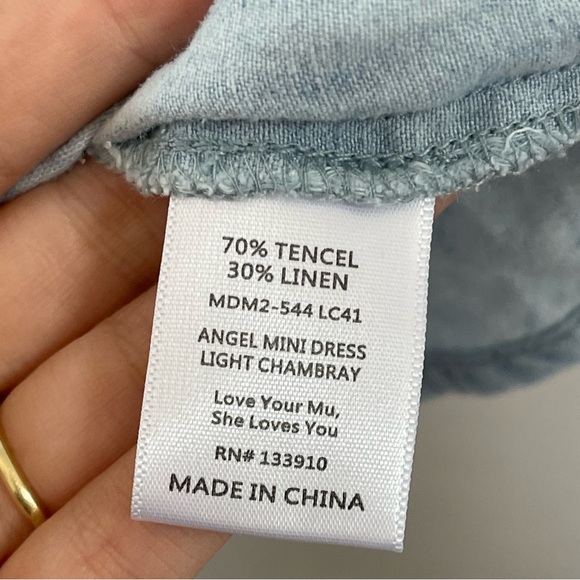 70% TENCEL
30% LINEN
MDM2-544 LC41
ANGEL MINI DRESS
LIGHT CHAMBRAY
Love Your Mu,
She Loves You
RN# 133910
MADE IN CHINA